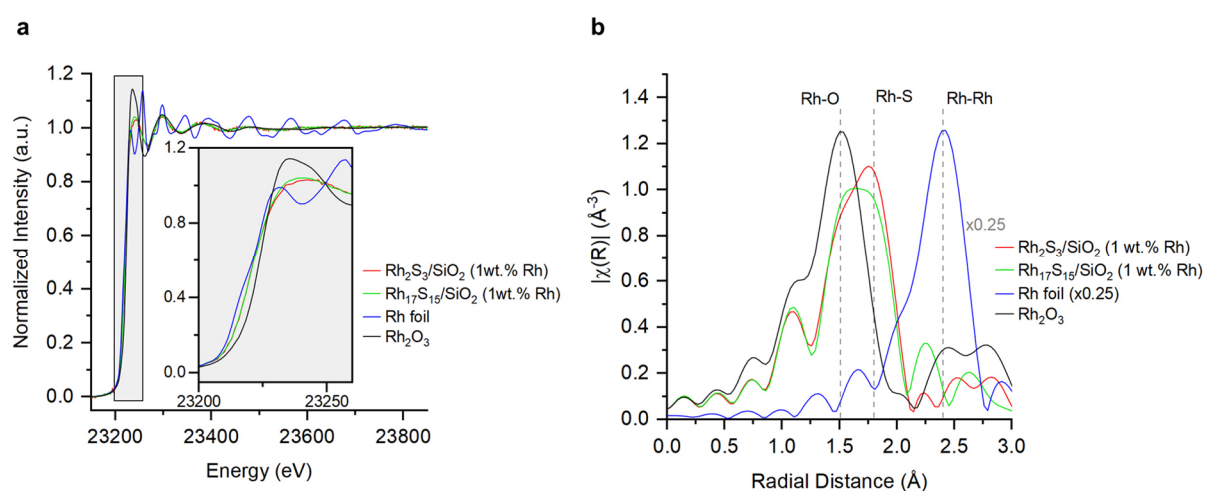 a
Normalized Intensity (a.u.)
1.2
1.0
0.8
0.6
0.4
0.2
0.0
23200 23400 23600 23800
Energy (eV)
1.2
0.8
0.4
0.0
23200 23250
Rh₂S₃/SiO₂ (1wt.% Rh)
Rh₁₇S₁₅/SiO₂ (1wt.% Rh)
Rh foil
Rh₂O₃
b
|χ(R)| (Å⁻³)
1.4
1.2
1.0
0.8
0.6
0.4
0.2
0.0
0.0 0.5 1.0 1.5 2.0 2.5 3.0
Radial Distance (Å)
Rh-O Rh-S Rh-Rh
x0.25
Rh₂S₃/SiO₂ (1 wt.% Rh)
Rh₁₇S₁₅/SiO₂ (1 wt.% Rh)
Rh foil (x0.25)
Rh₂O₃